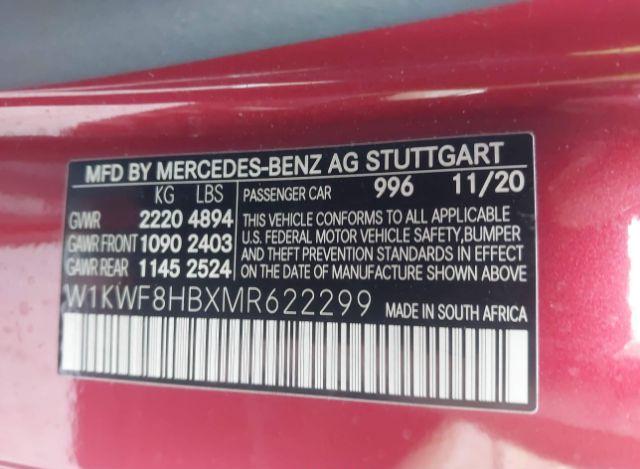 MFD BY MERCEDES-BENZ AG STUTTGART
KG LBS PASSENGER CAR 996 11/20
GVWR 2220 4894 THIS VEHICLE CONFORMS TO ALL APPLICABLE
GAWR FRONT 1090 2403 U.S. FEDERAL MOTOR VEHICLE SAFETY,BUMPER
GAWR REAR 1145 2524 AND THEFT PREVENTION STANDARDS IN EFFECT
ON THE DATE OF MANUFACTURE SHOWN ABOVE.
W1KWF8HBXMR622299 MADE IN SOUTH AFRICA